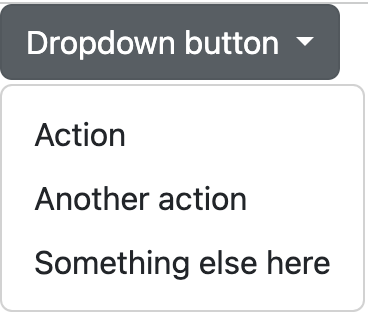 Dropdown button
Action
Another action
Something else here